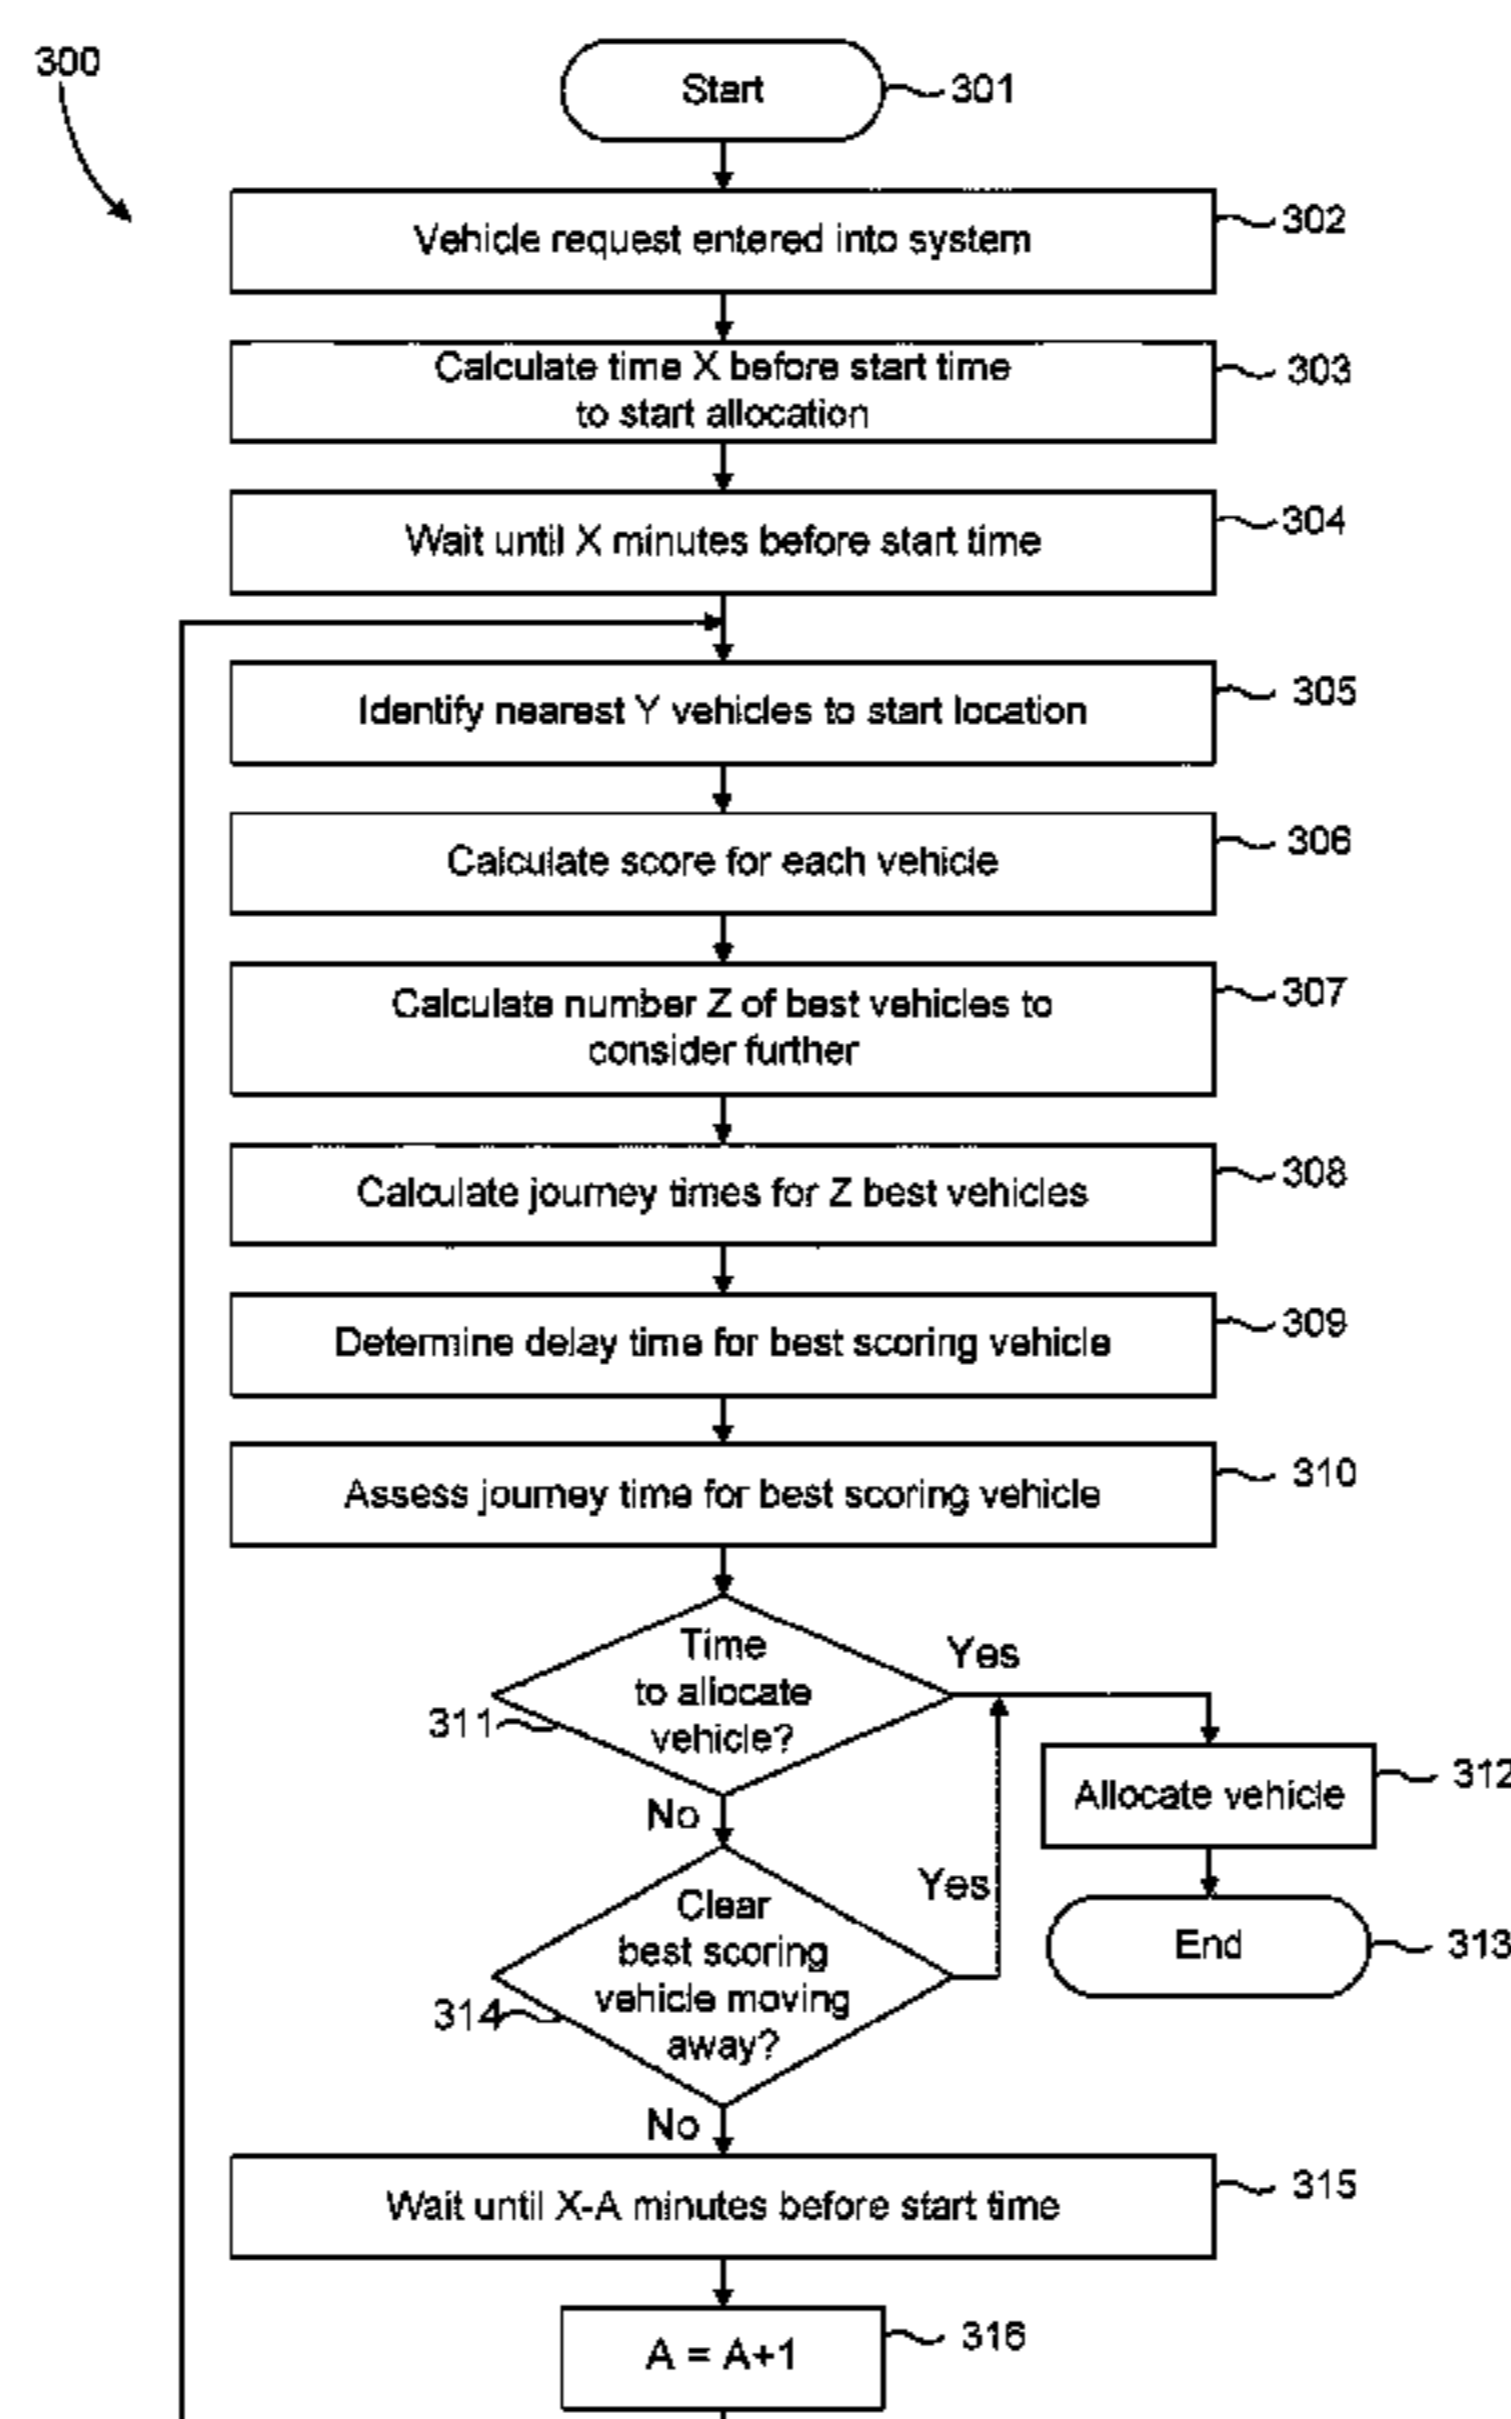 300
Start
301
Vehicle request entered into system
302
Calculate time X before start time
to start allocation
303
Wait until X minutes before start time
304
Identify nearest Y vehicles to start location
305
Calculate score for each vehicle
306
Calculate number Z of best vehicles to
consider further
307
Calculate journey times for Z best vehicles
308
Determine delay time for best scoring vehicle
309
Assess journey time for best scoring vehicle
310
Time
to allocate
vehicle?
311
Yes
No
Allocate vehicle
312
End
313
Clear
best scoring
vehicle moving
away?
314
Yes
No
Wait until X-A minutes before start time
315
A = A+1
316